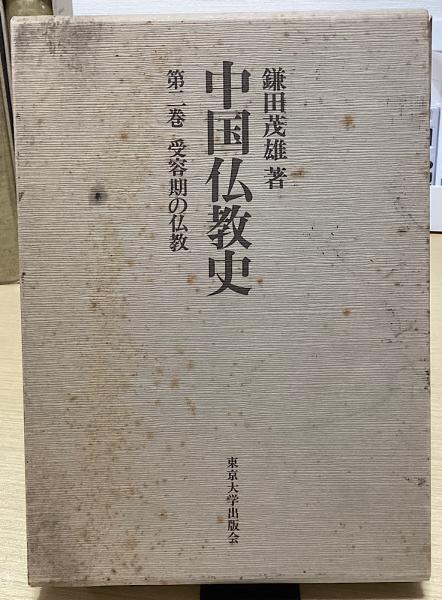 鎌田茂雄 著
中国仏教史
第二巻 受容期の仏教
東京大学出版会